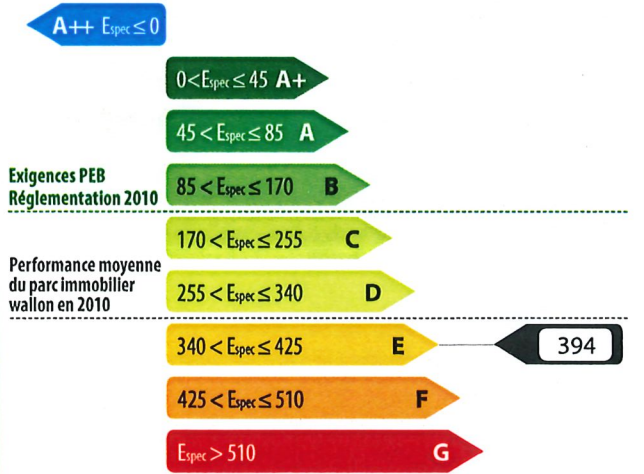 A++ Espec ≤ 0
0 < Espec ≤ 45 A+
45 < Espec ≤ 85 A
Exigences PEB
Réglementation 2010
85 < Espec ≤ 170 B
170 < Espec ≤ 255 C
Performance moyenne
du parc immobilier
wallon en 2010
255 < Espec ≤ 340 D
340 < Espec ≤ 425 E
394
425 < Espec ≤ 510 F
Espec > 510 G